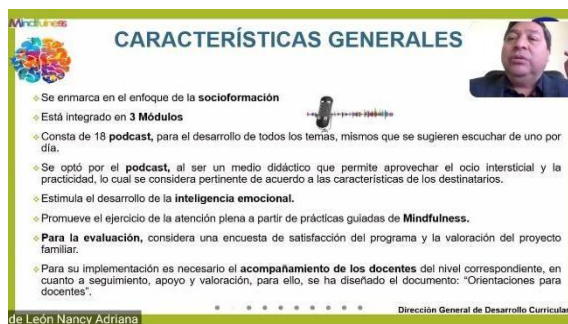 Mindfulness
CARACTERÍSTICAS GENERALES
Se enmarca en el enfoque de la socioformación
Está integrado en 3 Módulos
Consta de 18 podcast, para el desarrollo de todos los temas, mismos que se sugieren escuchar de uno por
día.
Se optó por el podcast, al ser un medio didáctico que permite aprovechar el ocio intersticial y la
practicidad, lo cual se considera pertinente de acuerdo a las características de los destinatarios.
Estimula el desarrollo de la inteligencia emocional.
Promueve el ejercicio de la atención plena a partir de prácticas guiadas de Mindfulness.
Para la evaluación, considera una encuesta de satisfacción del programa y la valoración del proyecto
familiar.
Para su implementación es necesario el acompañamiento de los docentes del nivel correspondiente, en
cuanto a seguimiento, apoyo y valoración, para ello, se ha diseñado el documento: “Orientaciones para
docentes”.
Dirección General de Desarrollo Curricular
de León Nancy Adriana